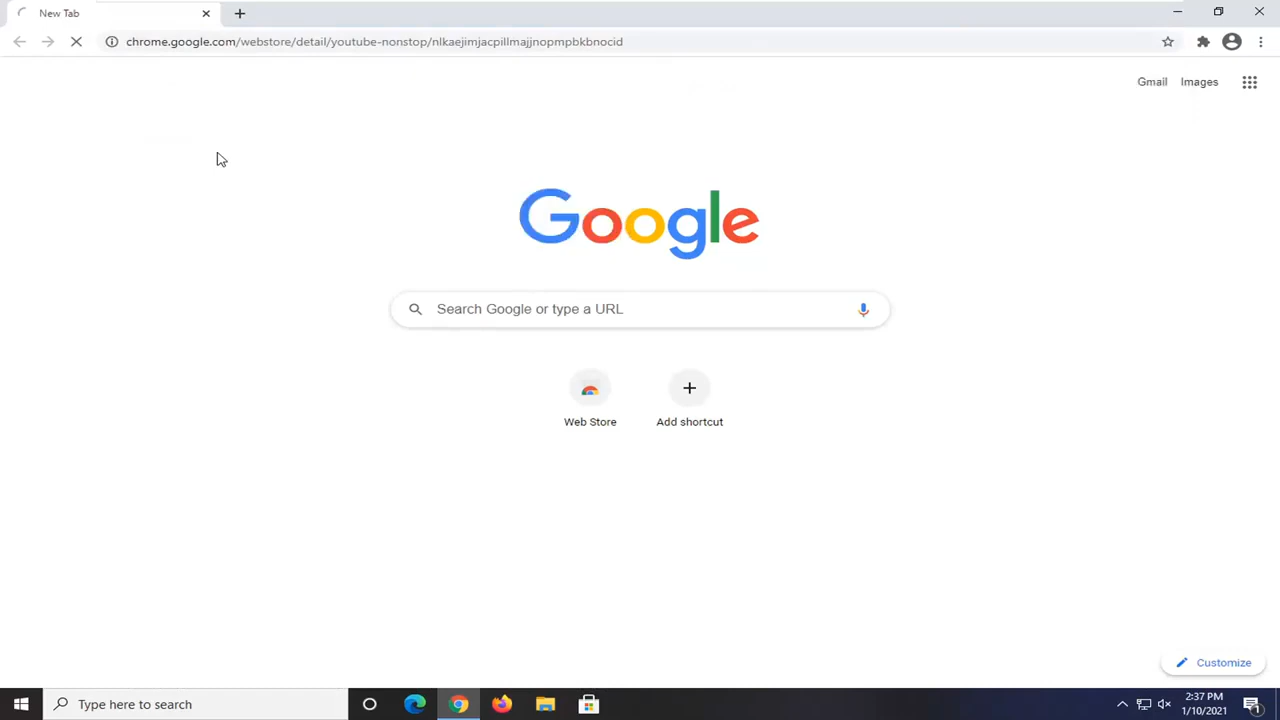 New Tab
chrome.google.com/webstore/detail/youtube-nonstop/nlkaejimjacpillmajjnopmpbkbnocid
Gmail Images
Google
Search Google or type a URL
Web Store Add shortcut
Customize
Type here to search
2:37 PM
1/10/2021
1